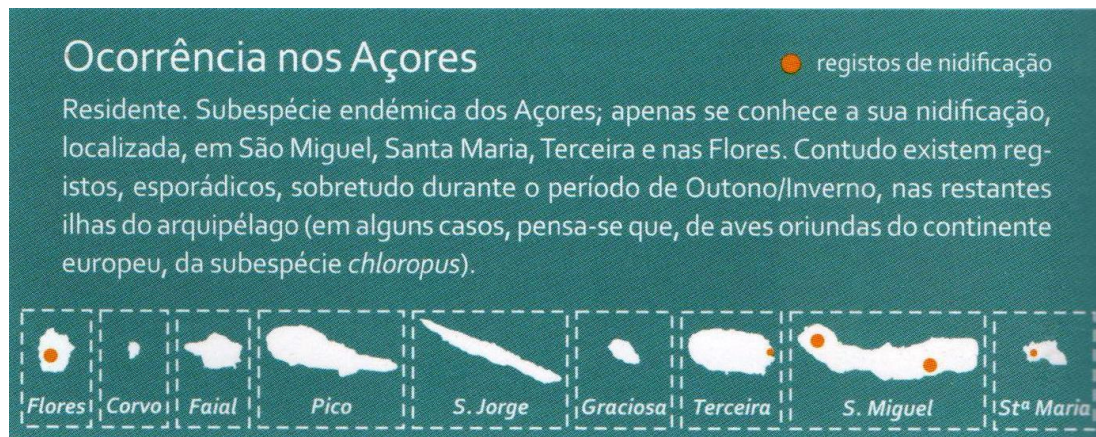 Ocorrência nos Açores
registos de nidificação
Residente. Subespécie endémica dos Açores; apenas se conhece a sua nidificação,
localizada, em São Miguel, Santa Maria, Terceira e nas Flores. Contudo existem reg-
istos, esporádicos, sobretudo durante o período de Outono/Inverno, nas restantes
ilhas do arquipélago (em alguns casos, pensa-se que, de aves oriundas do continente
europeu, da subespécie chloropus).
Flores Corvo Faial Pico S. Jorge Graciosa Terceira S. Miguel Stª Maria